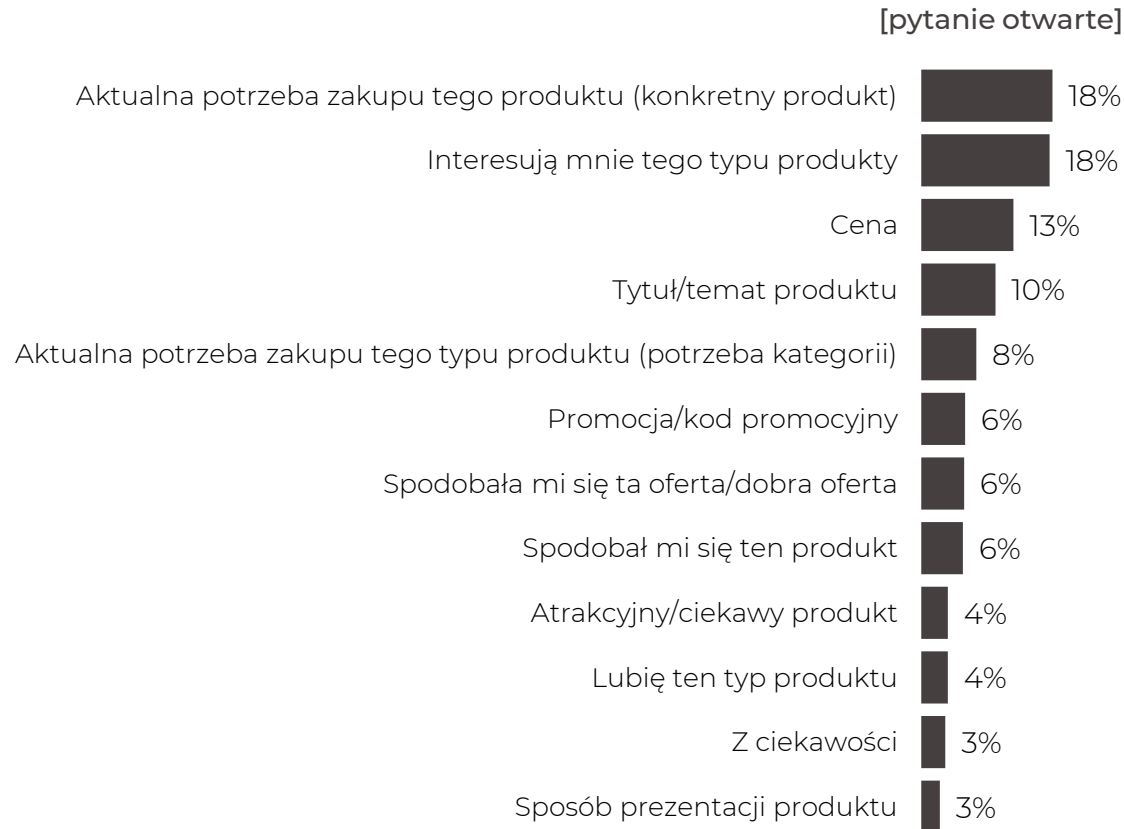 [pytanie otwarte]
Aktualna potrzeba zakupu tego produktu (konkretny produkt) 18%
Interesują mnie tego typu produkty 18%
Cena 13%
Tytuł/temat produktu 10%
Aktualna potrzeba zakupu tego typu produktu (potrzeba kategorii) 8%
Promocja/kod promocyjny 6%
Spodobała mi się ta oferta/dobra oferta 6%
Spodobał mi się ten produkt 6%
Atrakcyjny/ciekawy produkt 4%
Lubię ten typ produktu 4%
Z ciekawości 3%
Sposób prezentacji produktu 3%